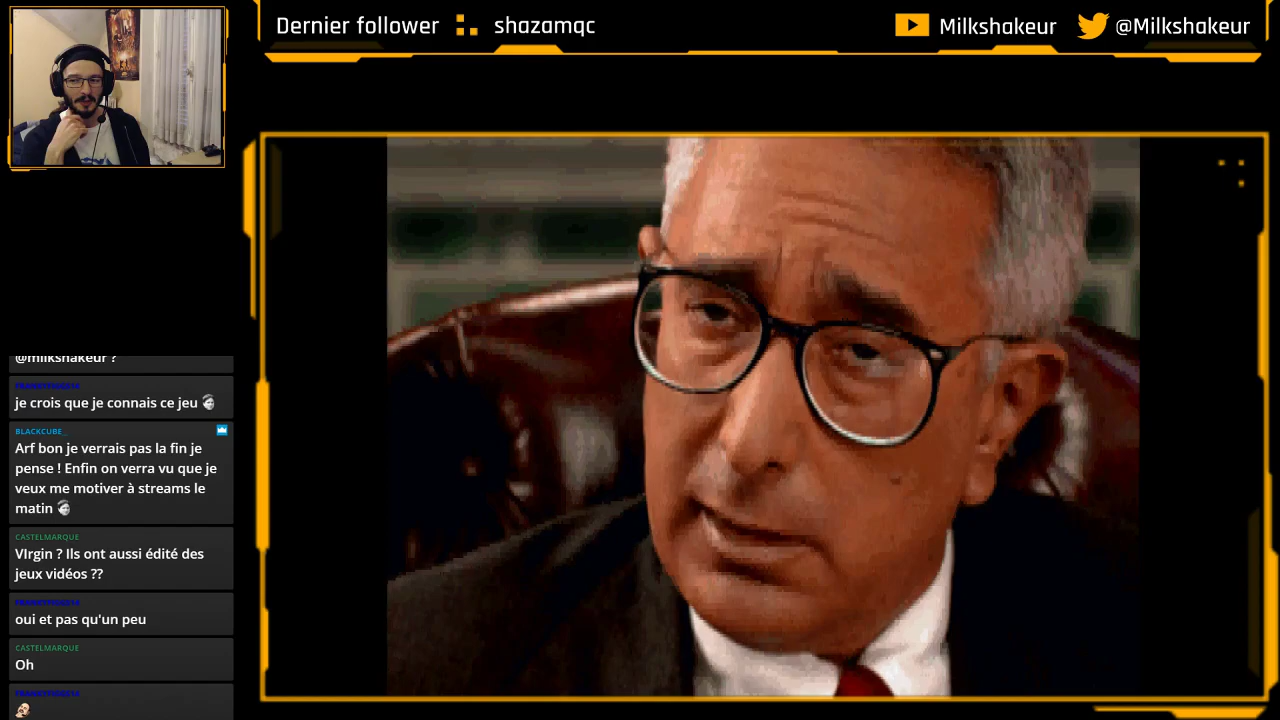 Dernier follower shazamqc Milkshakeur @Milkshakeur
@milkshakeur ?
je crois que je connais ce jeu
BLACKCUBE_
Arf bon je verrais pas la fin je
pense ! Enfin on verra vu que je
veux me motiver à streams le
matin
CASTELMARQUE
VIrgin ? Ils ont aussi édité des
jeux vidéos ??
oui et pas qu'un peu
CASTELMARQUE
Oh